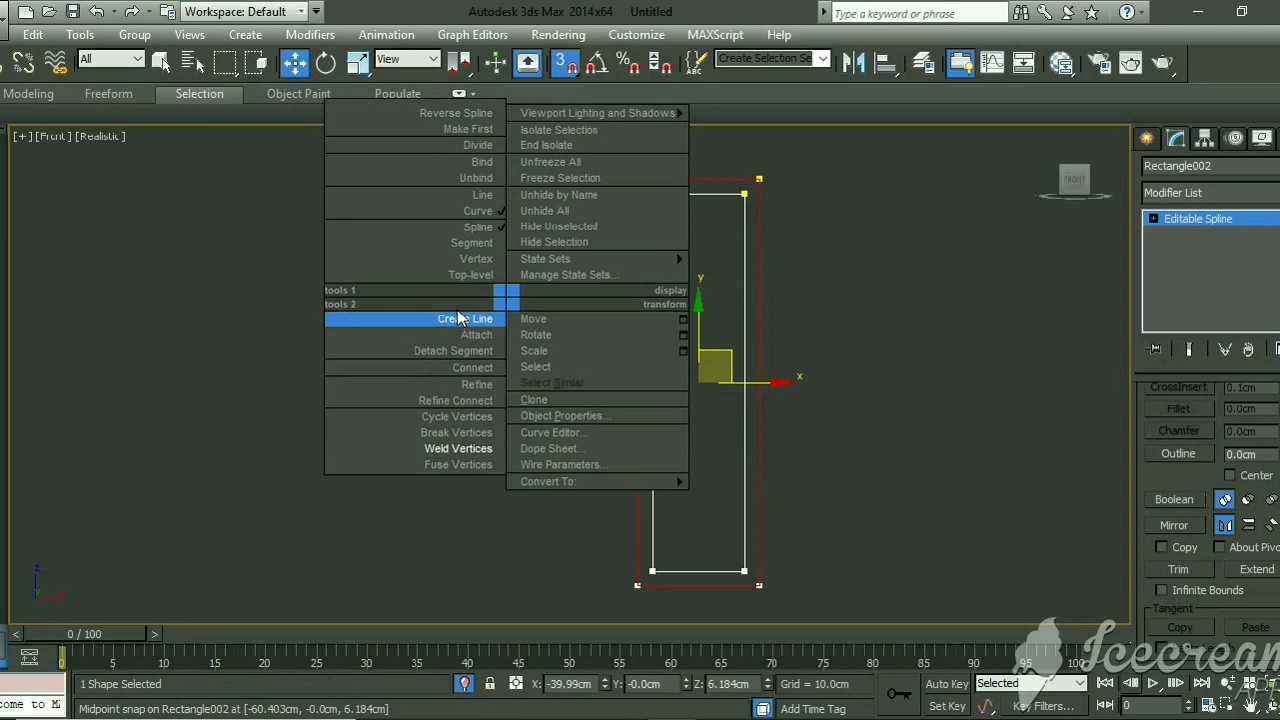 Workspace: Default
Autodesk 3ds Max 2014 x64 Untitled
Type a keyword or phrase
Edit Tools Group Views Create Modifiers Animation Graph Editors Rendering Customize MAXScript Help
All
View
3
Create Selection Se
ABC
Modeling Freeform Selection Object Paint Populate
[+] [Front] [Realistic]
Reverse Spline
Make First
Divide
Bind
Unbind
Line
Curve
Spline
Segment
Vertex
Top-level
tools 1
tools 2
Create Line
Attach
Detach Segment
Connect
Refine
Refine Connect
Cycle Vertices
Break Vertices
Weld Vertices
Fuse Vertices
Viewport Lighting and Shadows
Isolate Selection
End Isolate
Unfreeze All
Freeze Selection
Unhide by Name
Unhide All
Hide Unselected
Hide Selection
State Sets
Manage State Sets...
display
transform
Move
Rotate
Scale
Select
Select Similar
Clone
Object Properties...
Curve Editor...
Dope Sheet...
Wire Parameters...
Convert To:
y
x
FRONT
z
Rectangle002
Modifier List
Editable Spline
CrossInsert 0.1cm
Fillet 0.0cm
Chamfer 0.0cm
Outline 0.0cm
Center
Boolean
Mirror
Copy About Pivo
Trim Extend
Infinite Bounds
Tangent
Copy Paste
0 / 100
0 5 10 15 20 25 30 35 40 45 50 55 60 65 70 75 80 85 90 95 100
1 Shape Selected
X: -39.99cm Y: -0.0cm Z: 6.184cm Grid = 10.0cm
Auto Key Selected
ome to M
Midpoint snap on Rectangle002 at [-60.403cm, -0.0cm, 6.184cm]
Add Time Tag
Set Key Key Filters...
0
Icecream